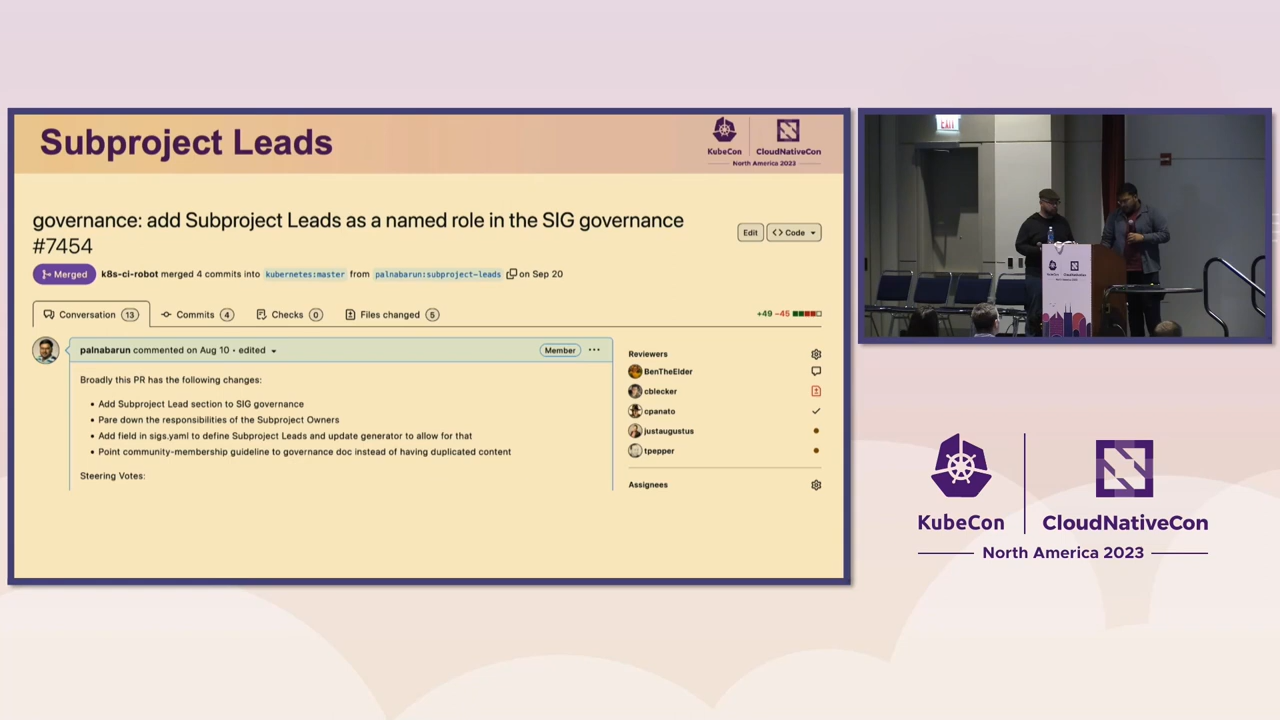 Subproject Leads
KubeCon
CloudNativeCon
North America 2023
governance: add Subproject Leads as a named role in the SIG governance
#7454
Edit
<> Code
Merged
k8s-ci-robot merged 4 commits into kubernetes:master from palnabarun:subproject-leads on Sep 20
Conversation 13
Commits 4
Checks 0
Files changed 5
+49 −45
palnabarun commented on Aug 10 • edited
Member
Broadly this PR has the following changes:
• Add Subproject Lead section to SIG governance
• Pare down the responsibilities of the Subproject Owners
• Add field in sigs.yaml to define Subproject Leads and update generator to allow for that
• Point community-membership guideline to governance doc instead of having duplicated content
Steering Votes:
Reviewers
BenTheElder
cblecker
cpanato
justaugustus
tpepper
Assignees
EXIT
KubeCon
CloudNativeCon
North America 2023